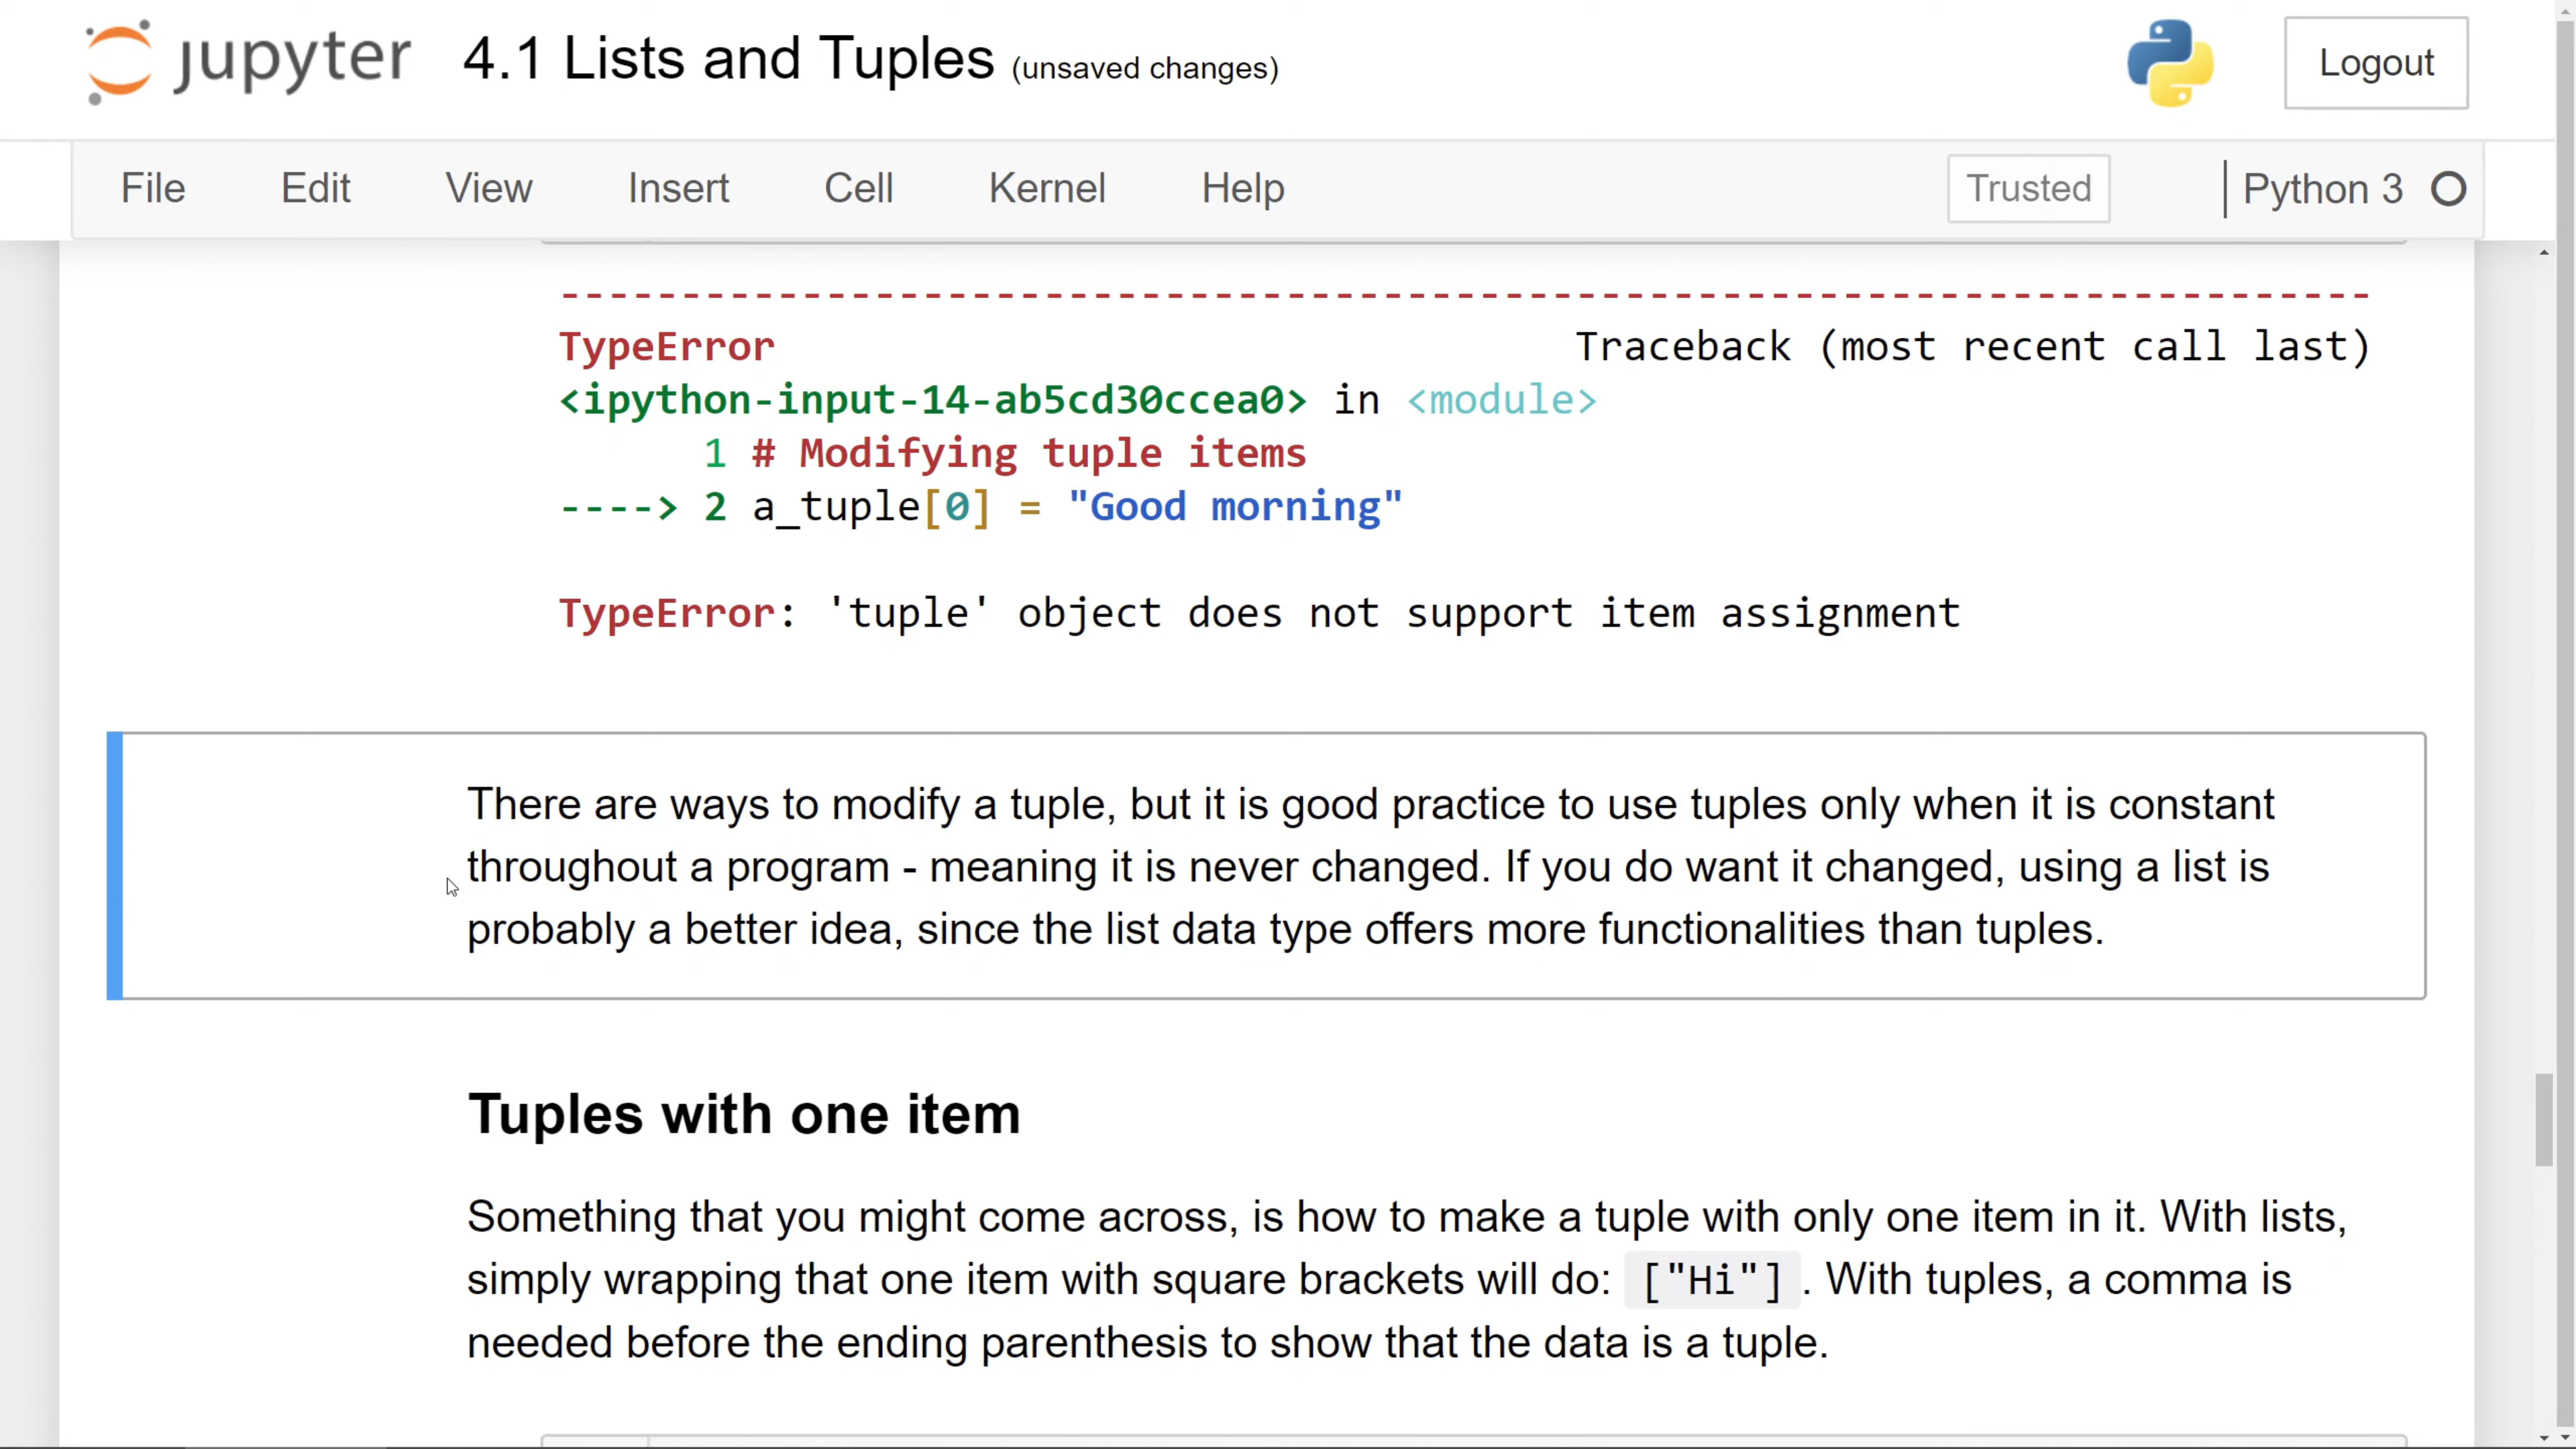 jupyter 4.1 Lists and Tuples (unsaved changes) Logout
File Edit View Insert Cell Kernel Help Trusted | Python 3
---------------------------------------------------------------------------
TypeError Traceback (most recent call last)
<ipython-input-14-ab5cd30ccea0> in <module>
1 # Modifying tuple items
----> 2 a_tuple[0] = "Good morning"
TypeError: 'tuple' object does not support item assignment
There are ways to modify a tuple, but it is good practice to use tuples only when it is constant
throughout a program - meaning it is never changed. If you do want it changed, using a list is
probably a better idea, since the list data type offers more functionalities than tuples.
Tuples with one item
Something that you might come across, is how to make a tuple with only one item in it. With lists,
simply wrapping that one item with square brackets will do: ["Hi"]. With tuples, a comma is
needed before the ending parenthesis to show that the data is a tuple.